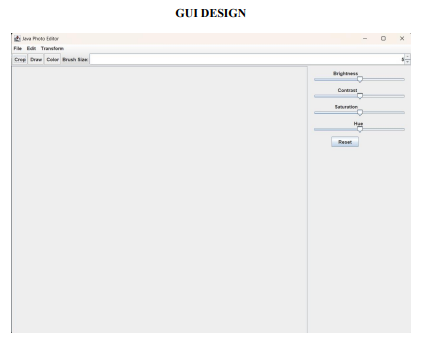 GUI DESIGN
Java Photo Editor
File Edit Transform
Crop Draw Color Brush Size 5
Brightness
Contrast
Saturation
Hue
Reset